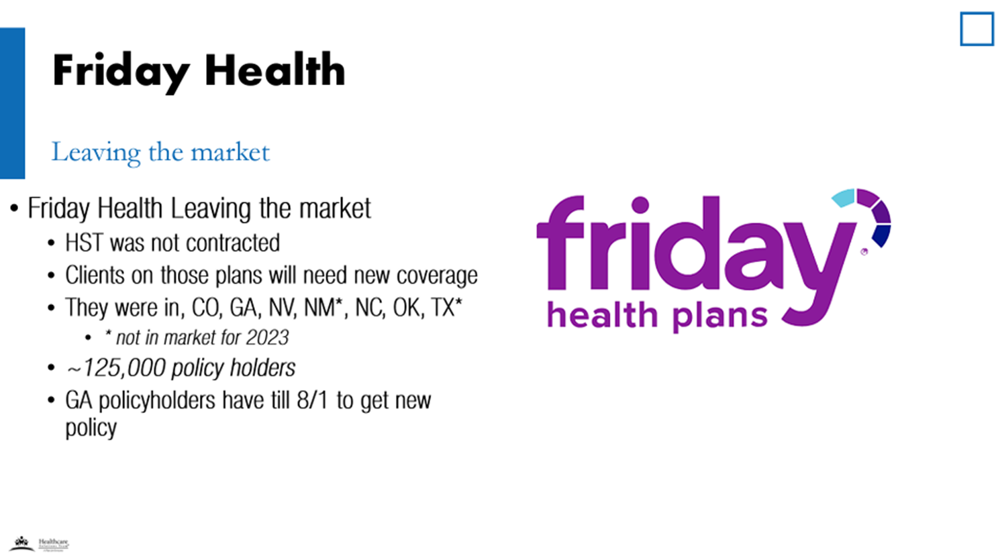 Friday Health
Leaving the market
• Friday Health Leaving the market
• HST was not contracted
• Clients on those plans will need new coverage
• They were in, CO, GA, NV, NM*, NC, OK, TX*
• * not in market for 2023
• ~125,000 policy holders
• GA policyholders have till 8/1 to get new
policy
friday
health plans
Healthcare
Solutions Team